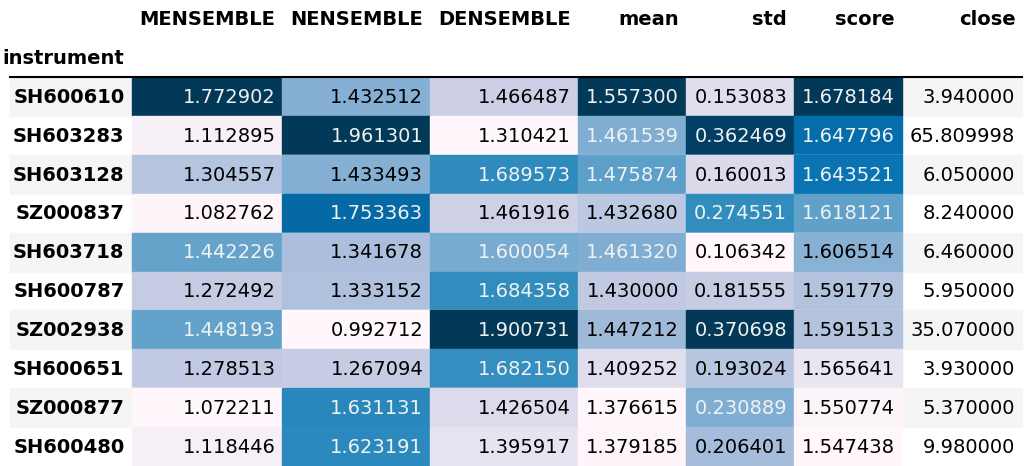 MENSEMBLE NENSEMBLE DENSEMBLE mean std score close
instrument
SH600610 1.772902 1.432512 1.466487 1.557300 0.153083 1.678184 3.940000
SH603283 1.112895 1.961301 1.310421 1.461539 0.362469 1.647796 65.809998
SH603128 1.304557 1.433493 1.689573 1.475874 0.160013 1.643521 6.050000
SZ000837 1.082762 1.753363 1.461916 1.432680 0.274551 1.618121 8.240000
SH603718 1.442226 1.341678 1.600054 1.461320 0.106342 1.606514 6.460000
SH600787 1.272492 1.333152 1.684358 1.430000 0.181555 1.591779 5.950000
SZ002938 1.448193 0.992712 1.900731 1.447212 0.370698 1.591513 35.070000
SH600651 1.278513 1.267094 1.682150 1.409252 0.193024 1.565641 3.930000
SZ000877 1.072211 1.631131 1.426504 1.376615 0.230889 1.550774 5.370000
SH600480 1.118446 1.623191 1.395917 1.379185 0.206401 1.547438 9.980000